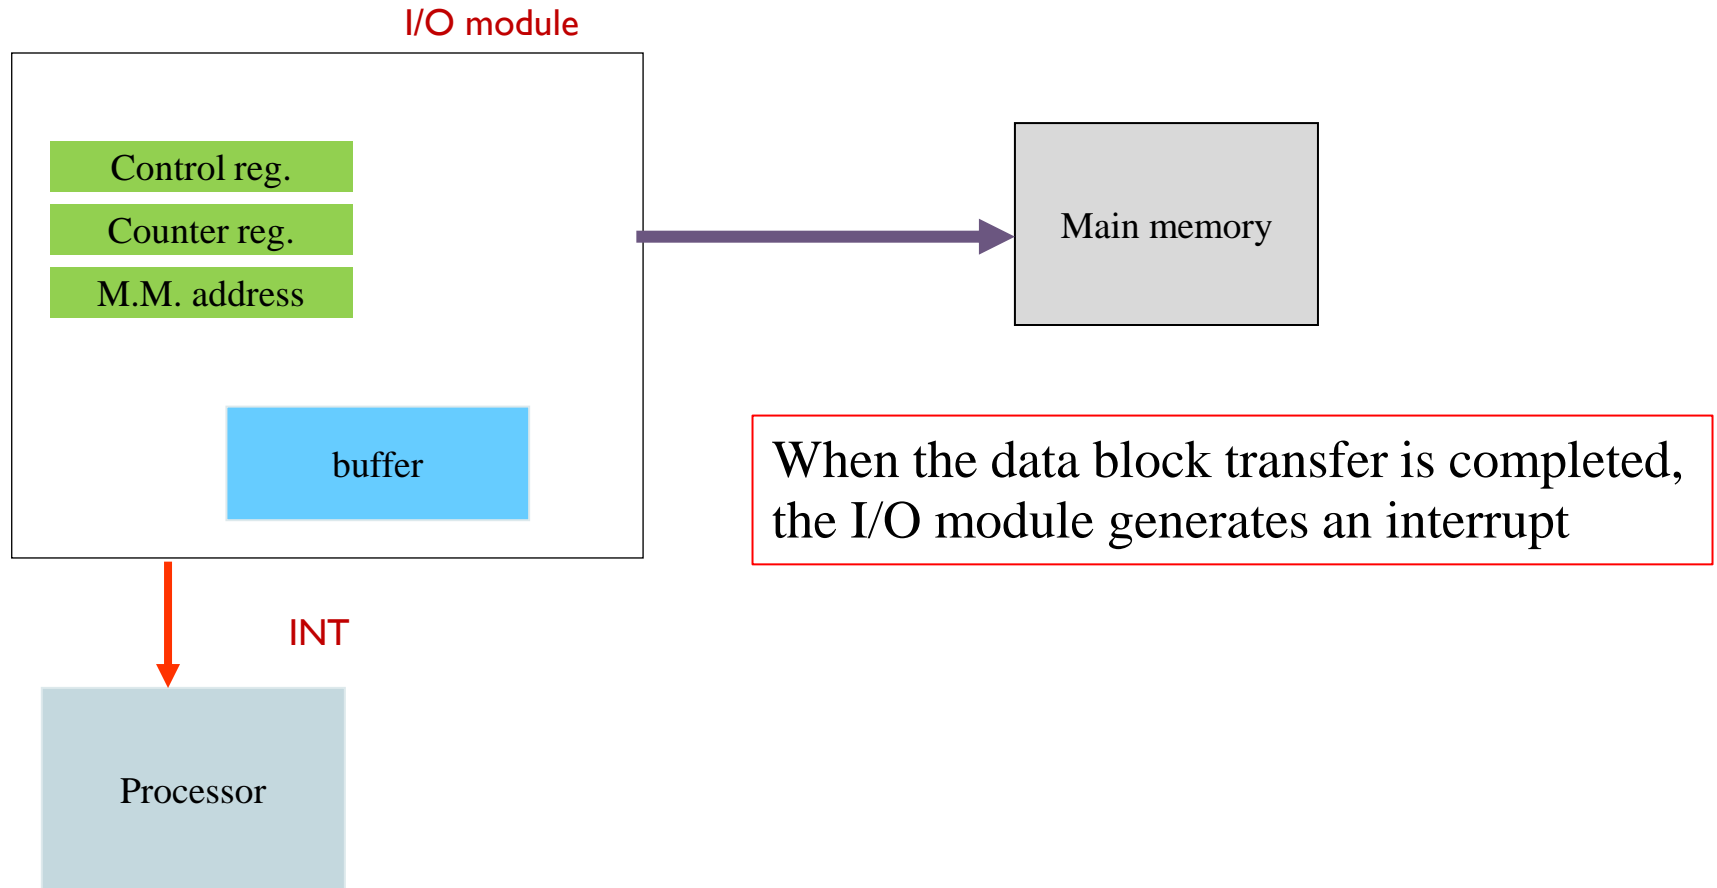 I/O module
Control reg.
Counter reg.
M.M. address
Main memory
buffer
When the data block transfer is completed,
the I/O module generates an interrupt
INT
Processor